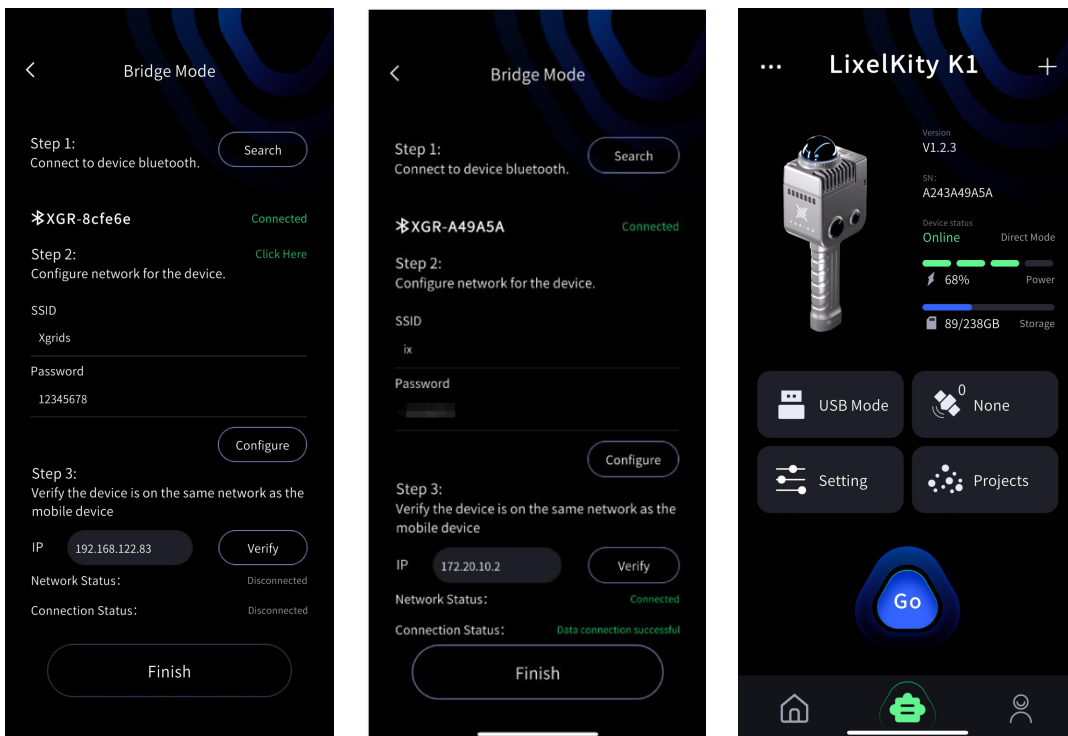 Bridge Mode
Step 1:
Connect to device bluetooth.
Search
XGR-8cfe6e
Connected
Step 2:
Click Here
Configure network for the device.
SSID
Xgrids
Password
12345678
Configure
Step 3:
Verify the device is on the same network as the
mobile device
IP
192.168.122.83
Verify
Network Status:
Disconnected
Connection Status:
Disconnected
Finish
Bridge Mode
Step 1:
Connect to device bluetooth.
Search
XGR-A49A5A
Connected
Step 2:
Configure network for the device.
SSID
ix
Password
Configure
Step 3:
Verify the device is on the same network as the
mobile device
IP
172.20.10.2
Verify
Network Status:
Connected
Connection Status:
Data connection successful
Finish
LixelKity K1
Version
V1.2.3
SN:
A243A49A5A
Device status
Online
Direct Mode
68%
Power
89/238GB
Storage
USB Mode
0
None
Setting
Projects
Go